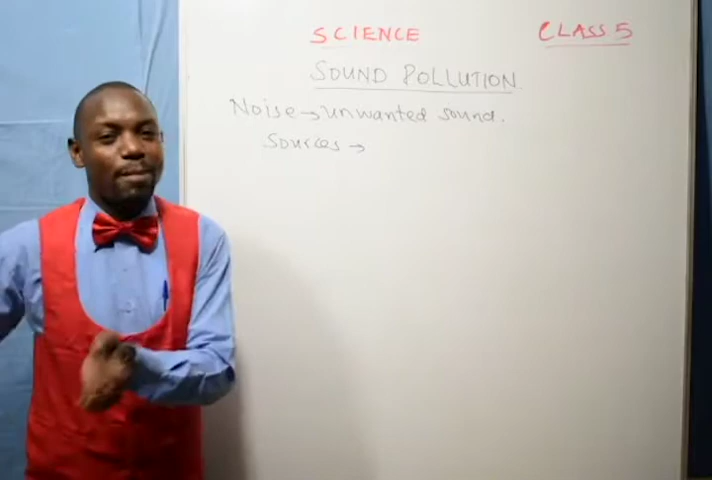 SCIENCE CLASS 5
SOUND POLLUTION
Noise → unwanted sound.
Sources →